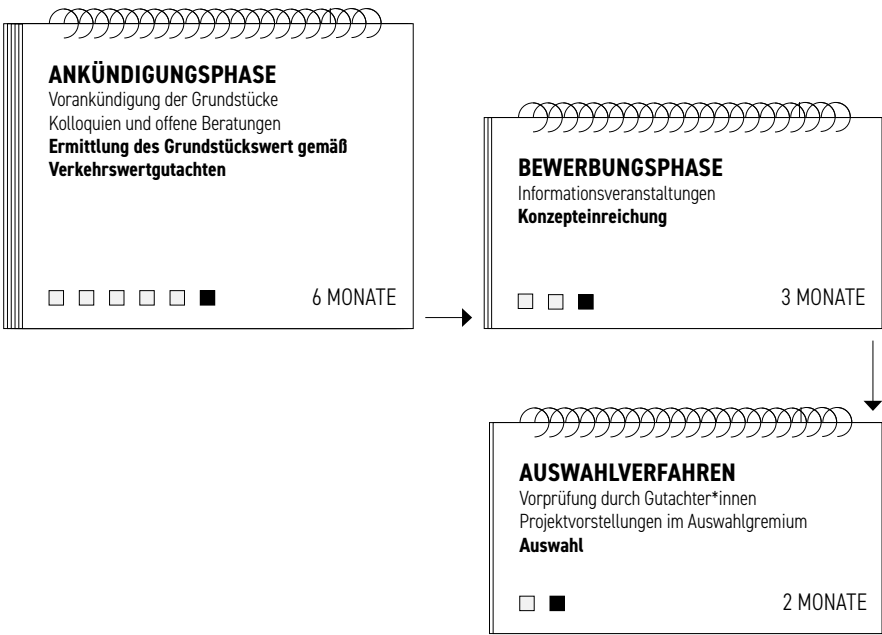 ANKÜNDIGUNGSPHASE
Vorankündigung der Grundstücke
Kolloquien und offene Beratungen
Ermittlung des Grundstückswert gemäß
Verkehrswertgutachten
6 MONATE
BEWERBUNGSPHASE
Informationsveranstaltungen
Konzepteinreichung
3 MONATE
AUSWAHLVERFAHREN
Vorprüfung durch Gutachter*innen
Projektvorstellungen im Auswahlgremium
Auswahl
2 MONATE